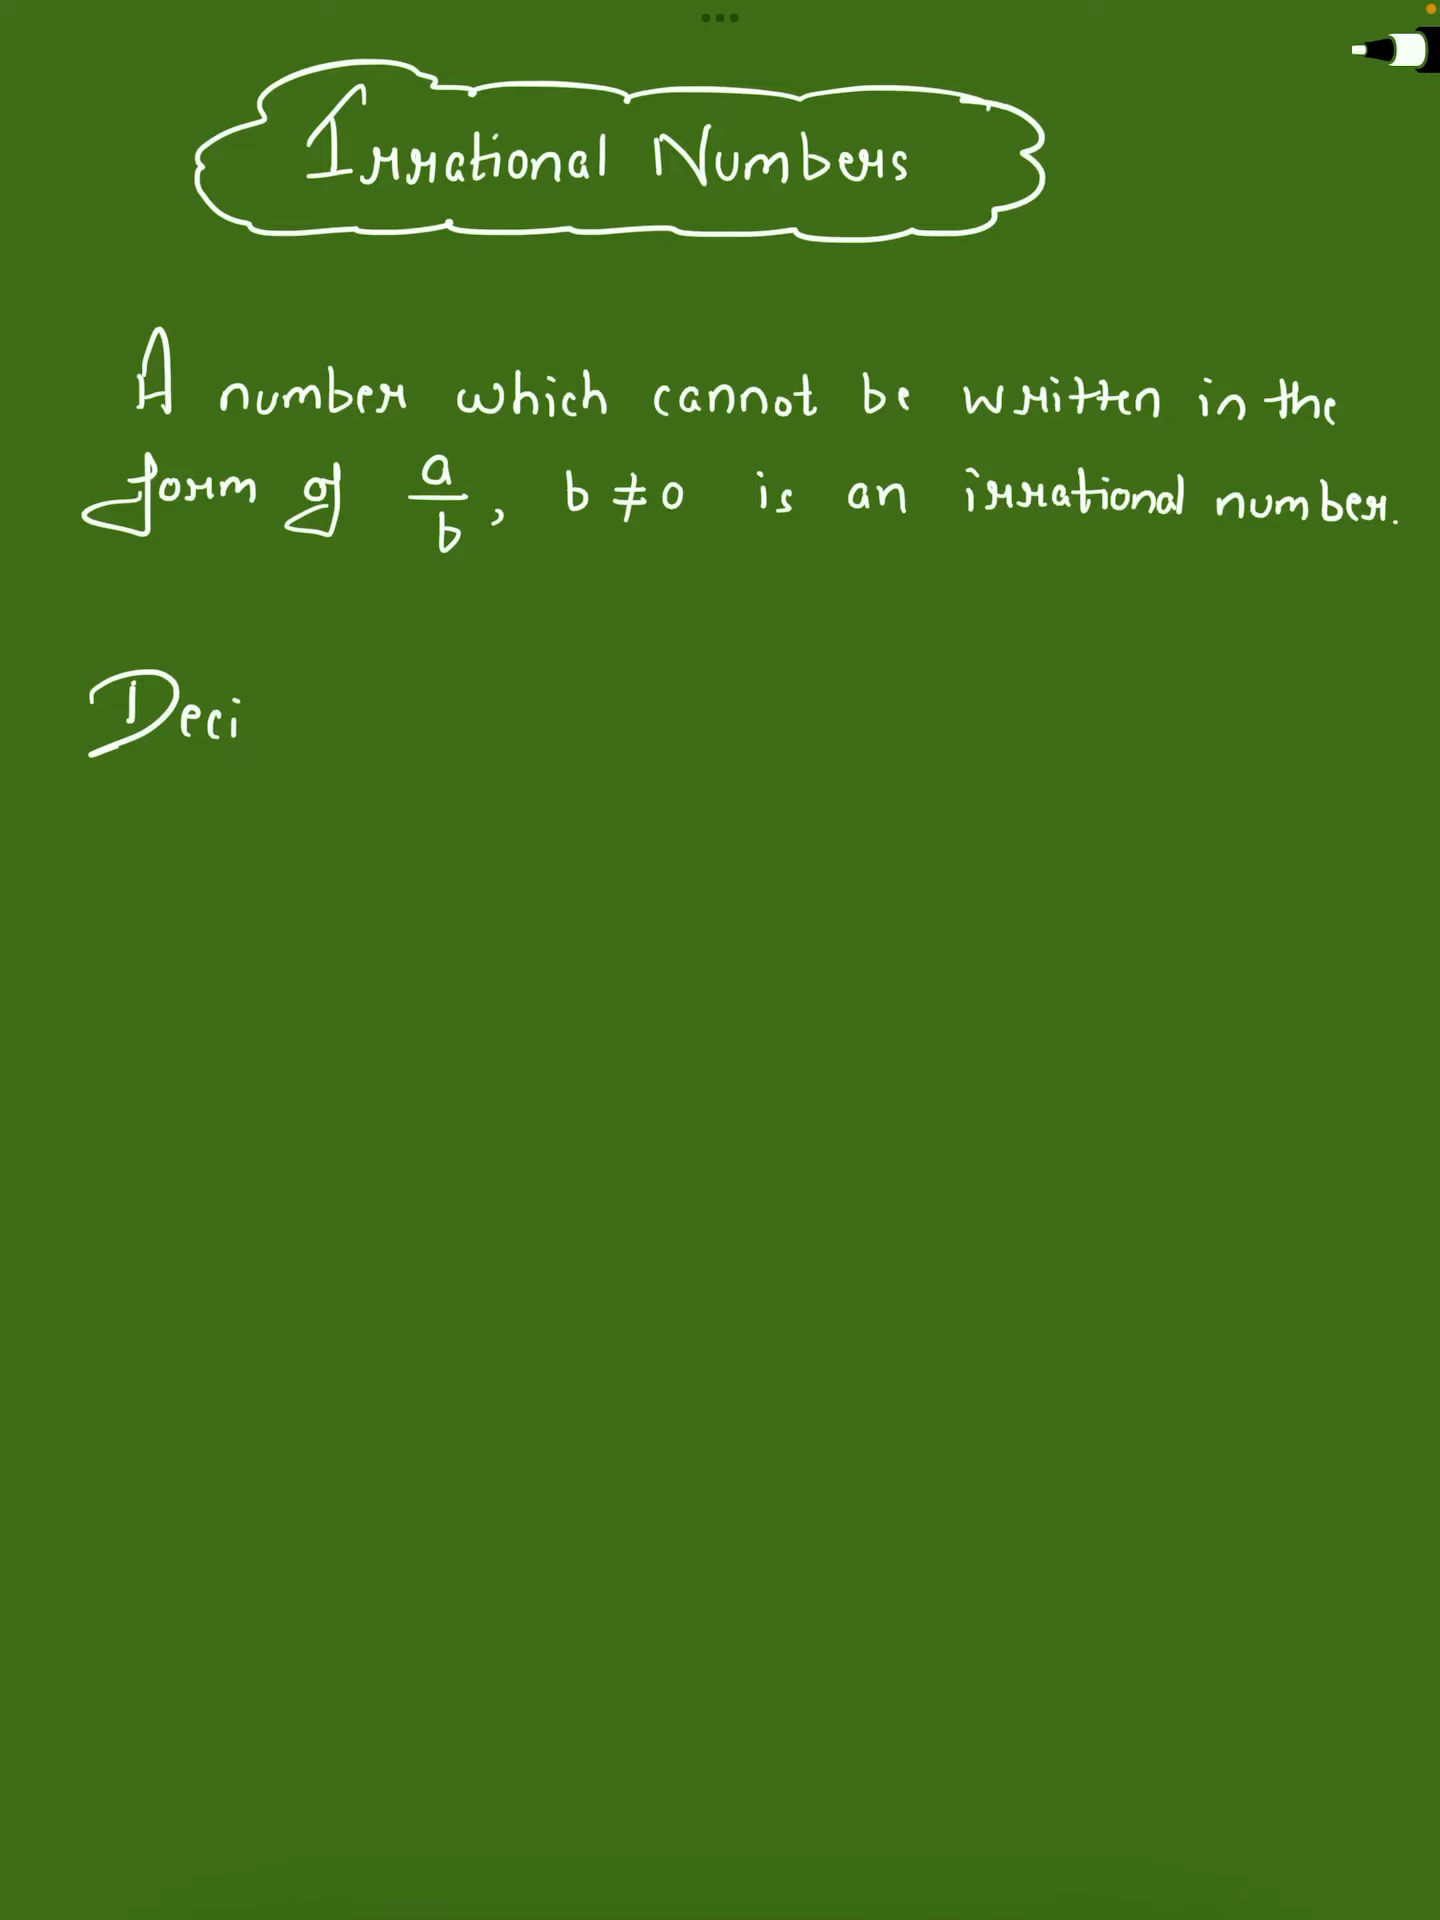 Irrational Numbers
A number which cannot be written in the
form of a/b, b ≠ 0 is an irrational number.
Deci